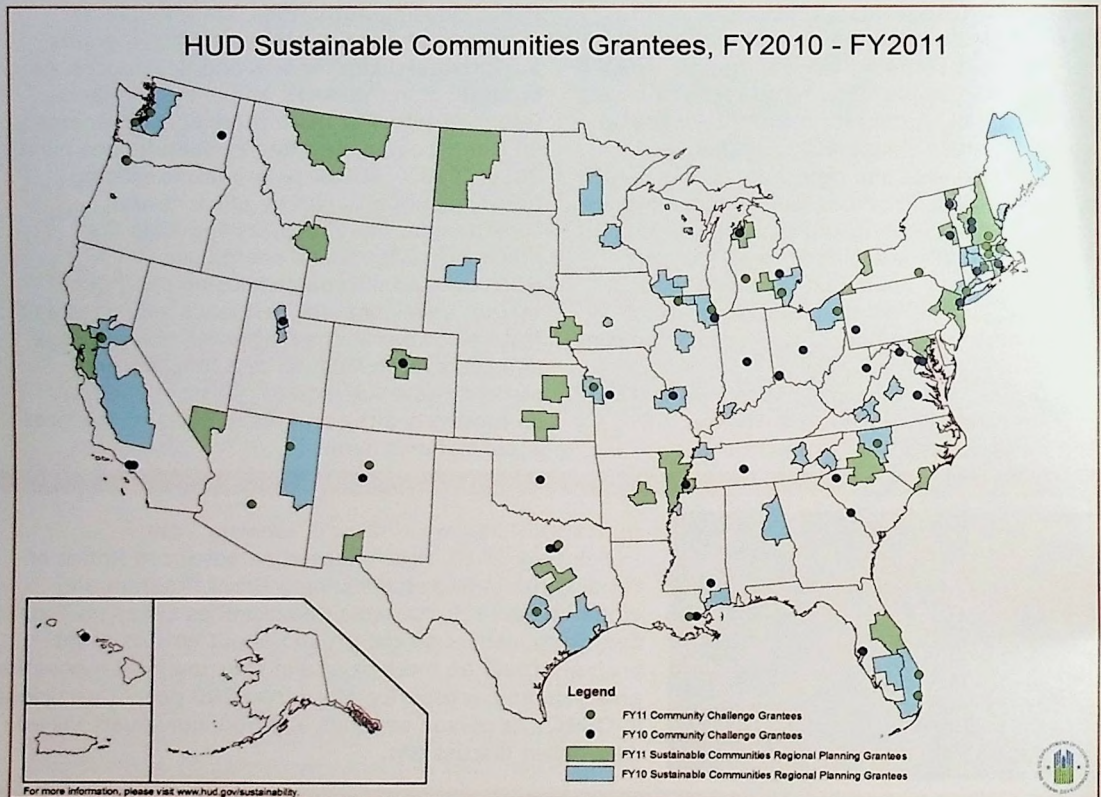 HUD Sustainable Communities Grantees, FY2010 - FY2011
Legend
FY11 Community Challenge Grantees
FY10 Community Challenge Grantees
FY11 Sustainable Communities Regional Planning Grantees
FY10 Sustainable Communities Regional Planning Grantees
For more information, please visit www.hud.gov/sustainability.